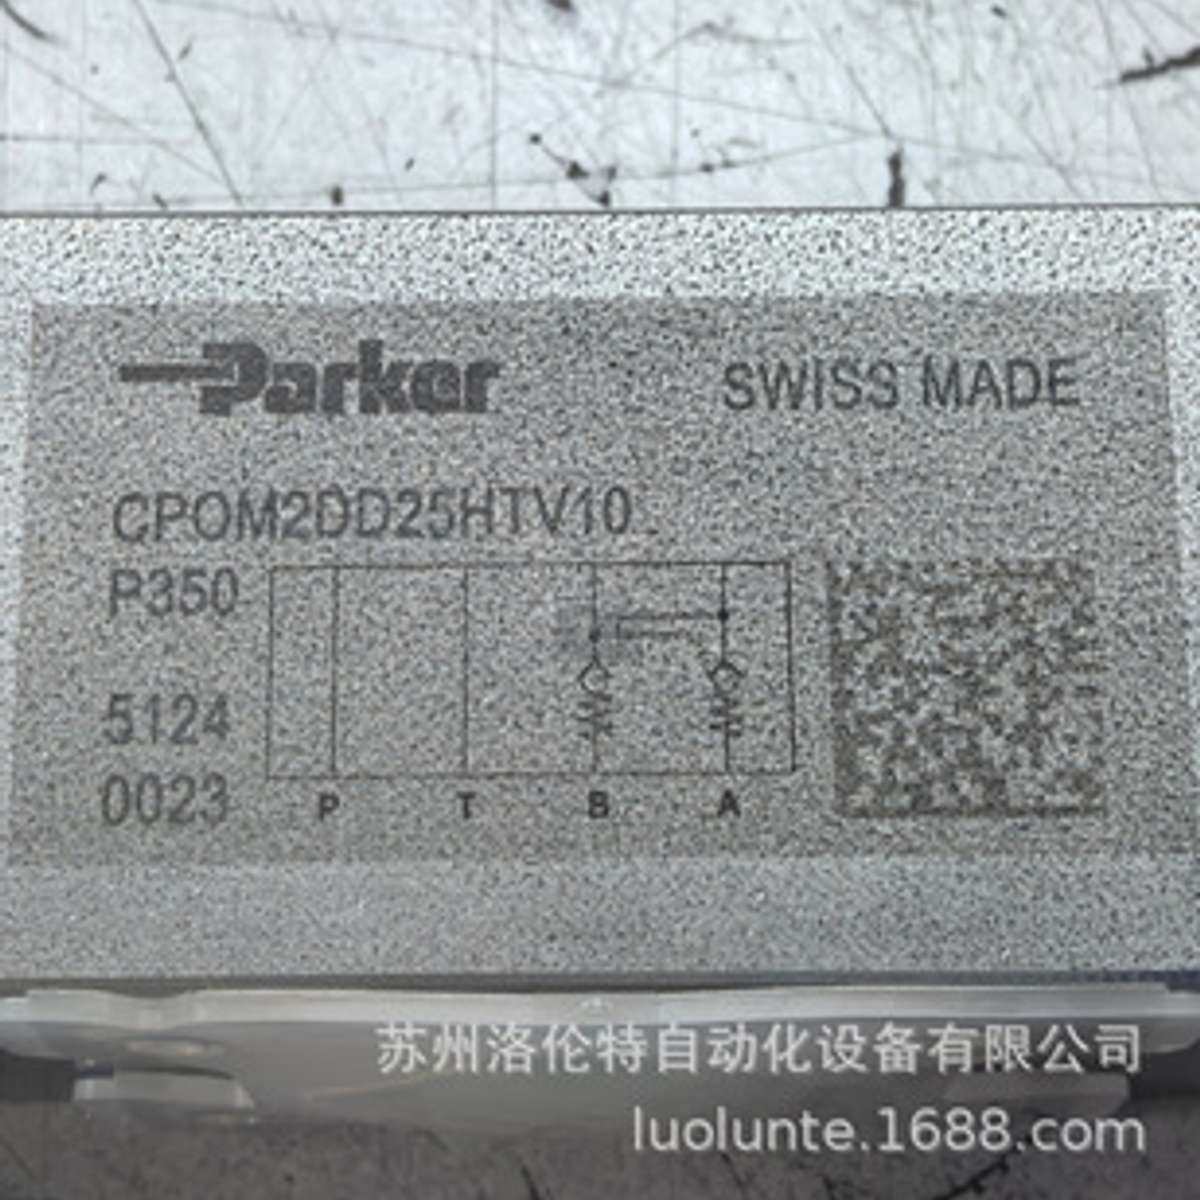 Parker
SWISS MADE
CPOM2DD25HTV10
P350
5124
0023
P T B A
苏州洛伦特自动化设备有限公司
luolunte.1688.com